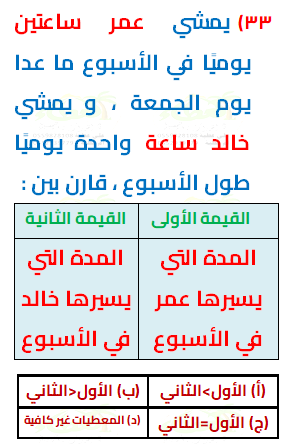 ٣٣) يمشي عمر ساعتين
يوميًا في الأسبوع ما عدا
يوم الجمعة ، و يمشي
خالد ساعة واحدة يوميًا
طول الأسبوع ، قارن بين :
القيمة الأولى القيمة الثانية
المدة التي المدة التي
يسيرها عمر يسيرها خالد
في الأسبوع في الأسبوع
(أ) الأول>الثاني (ب) الأول<الثاني
(ج) الأول=الثاني (د) المعطيات غير كافية